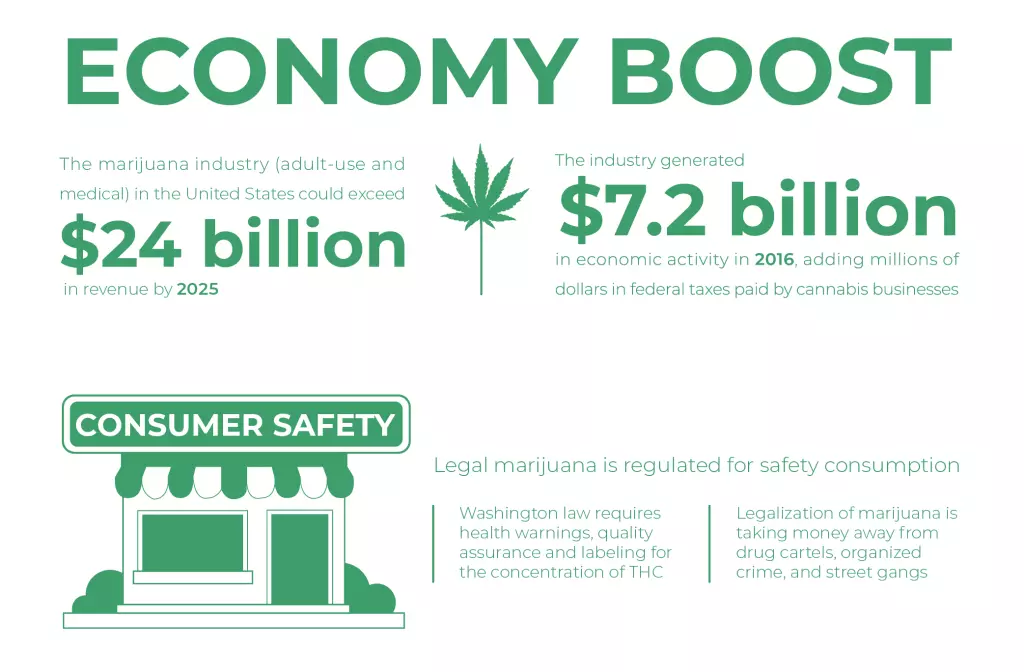 ECONOMY BOOST
The marijuana industry (adult-use and
medical) in the United States could exceed
$24 billion
in revenue by 2025
The industry generated
$7.2 billion
in economic activity in 2016, adding millions of
dollars in federal taxes paid by cannabis businesses
CONSUMER SAFETY
Legal marijuana is regulated for safety consumption
Washington law requires
health warnings, quality
assurance and labeling for
the concentration of THC
Legalization of marijuana is
taking money away from
drug cartels, organized
crime, and street gangs